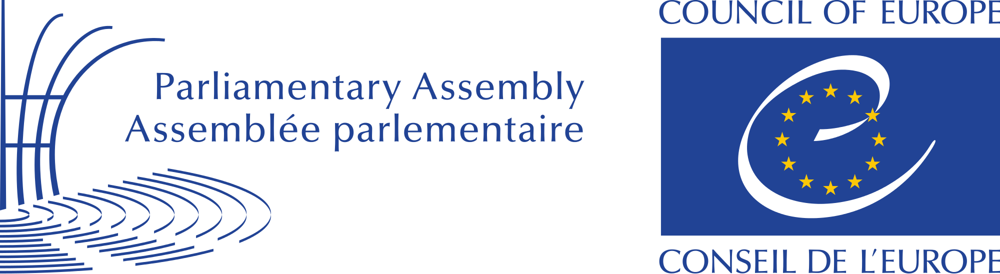 Parliamentary Assembly
Assemblée parlementaire
COUNCIL OF EUROPE
CONSEIL DE L'EUROPE